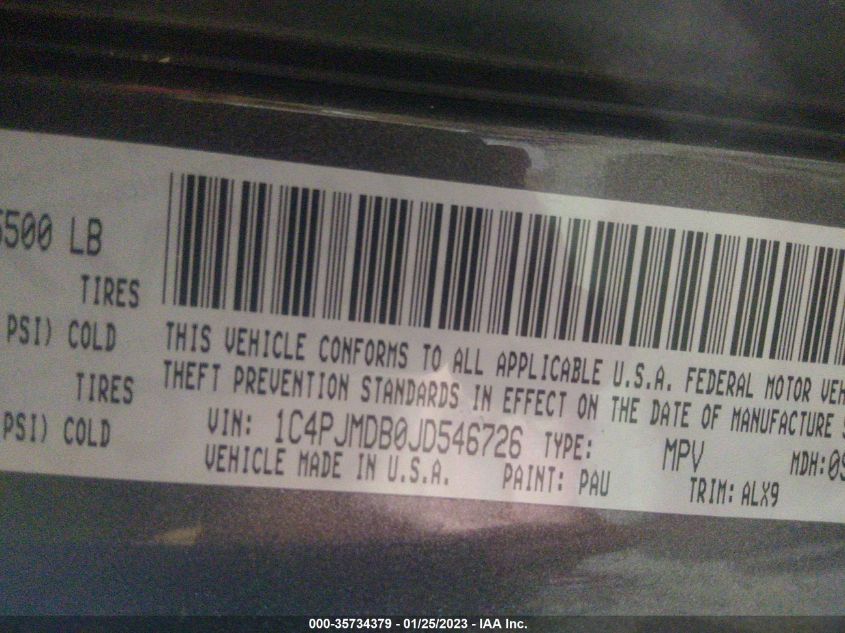 500 LB
TIRES
PSI) COLD
TIRES
PSI) COLD
THIS VEHICLE CONFORMS TO ALL APPLICABLE U.S.A. FEDERAL MOTOR VEH
THEFT PREVENTION STANDARDS IN EFFECT ON THE DATE OF MANUFACTURE S
VIN: 1C4PJMDB0JD546726 TYPE: MPV MDH:09
VEHICLE MADE IN U.S.A. PAINT: PAU TRIM: ALX9
000-35734379 - 01/25/2023 - IAA Inc.